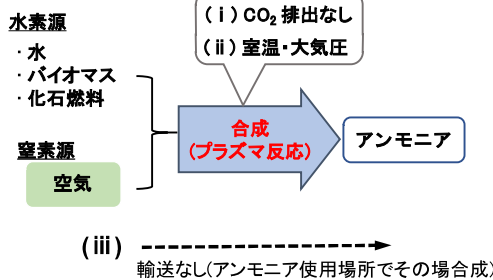 水素源
・水
・バイオマス
・化石燃料
窒素源
空気
(ⅰ) CO₂ 排出なし
(ⅱ) 室温・大気圧
合成
(プラズマ反応)
アンモニア
(ⅲ)
輸送なし(アンモニア使用場所でその場合成)